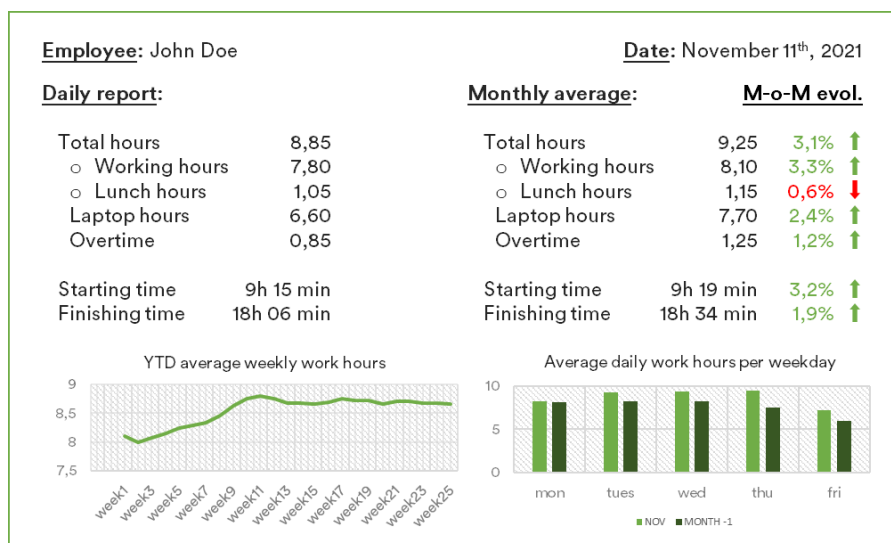 Employee: John Doe
Date: November 11th, 2021
Daily report:
Total hours 8,85
o Working hours 7,80
o Lunch hours 1,05
Laptop hours 6,60
Overtime 0,85
Starting time 9h 15 min
Finishing time 18h 06 min
Monthly average: M-o-M evol.
Total hours 9,25 3,1%
o Working hours 8,10 3,3%
o Lunch hours 1,15 0,6%
Laptop hours 7,70 2,4%
Overtime 1,25 1,2%
Starting time 9h 19 min 3,2%
Finishing time 18h 34 min 1,9%
YTD average weekly work hours
9
8,5
8
7,5
week1 week3 week5 week7 week9 week11 week13 week15 week17 week19 week21 week23 week25
Average daily work hours per weekday
10
5
0
mon tues wed thu fri
NOV MONTH -1